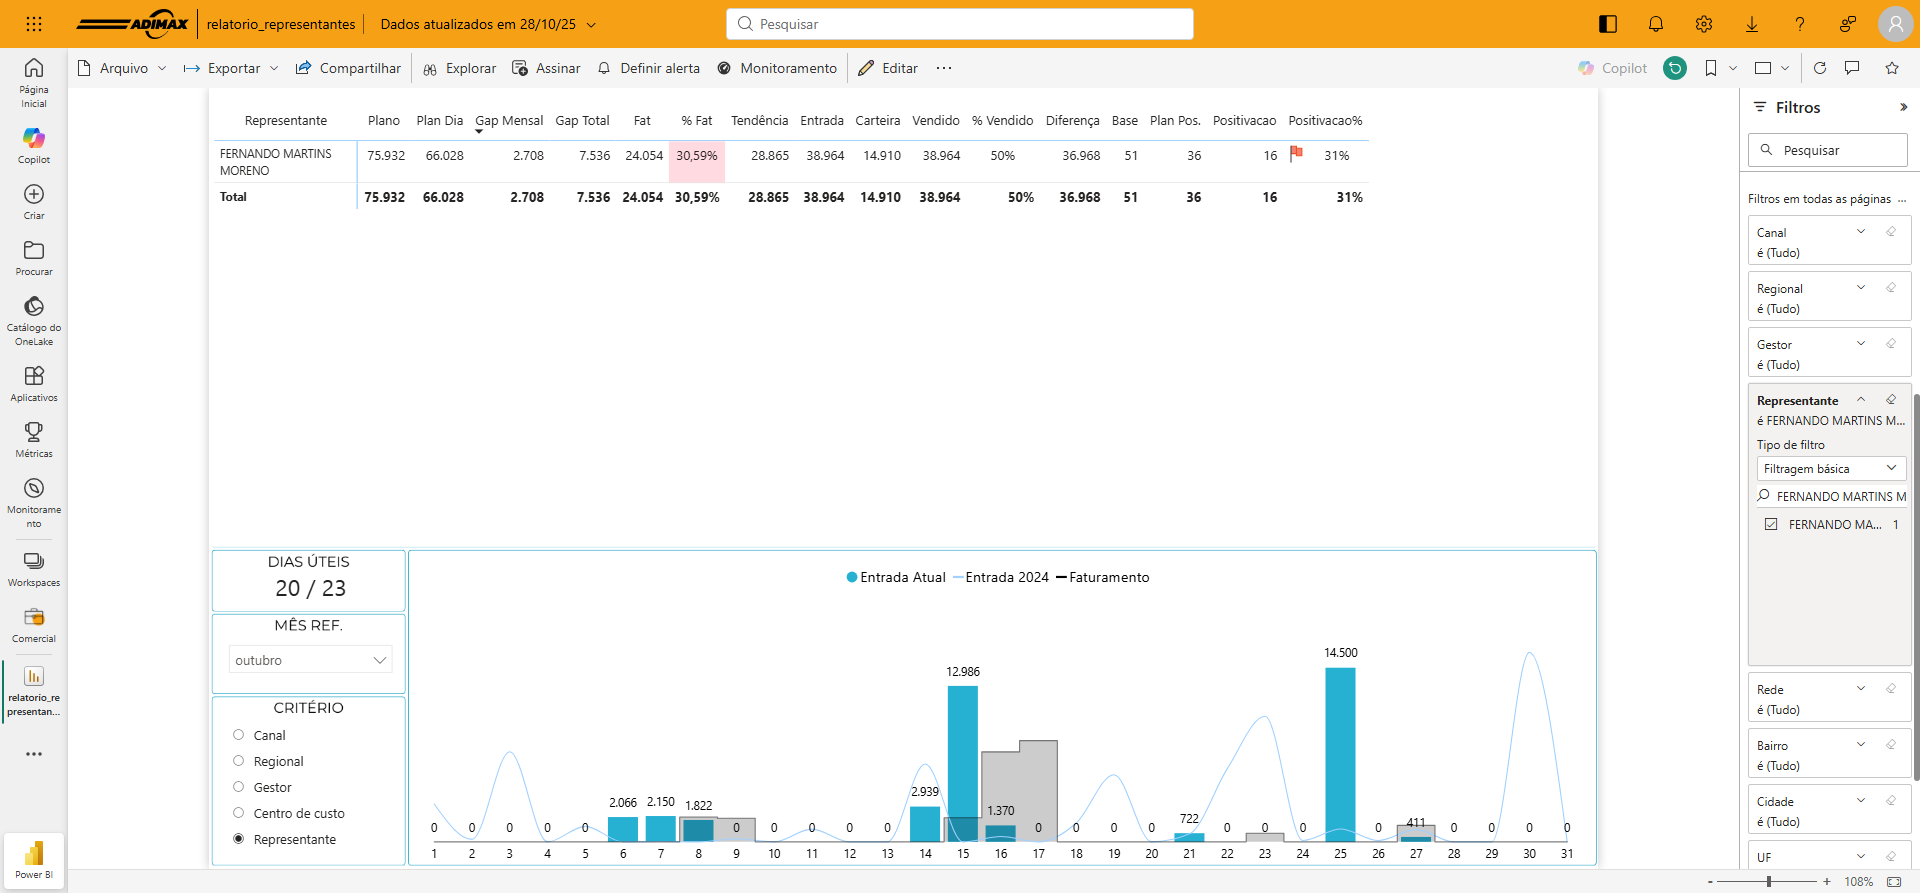 ADIMAX
relatorio_representantes
Dados atualizados em 28/10/25
Pesquisar
Arquivo
Exportar
Compartilhar
Explorar
Assinar
Definir alerta
Monitoramento
Editar
Copilot
Página
Inicial
Copilot
Criar
Procurar
Catálogo do
OneLake
Aplicativos
Métricas
Monitorame
nto
Workspaces
Comercial
relatorio_re
presentan...
Power BI
Representante Plano Plan Dia Gap Mensal Gap Total Fat % Fat Tendência Entrada Carteira Vendido % Vendido Diferença Base Plan Pos. Positivacao Positivacao%
FERNANDO MARTINS
MORENO
75.932 66.028 2.708 7.536 24.054 30,59% 28.865 38.964 14.910 38.964 50% 36.968 51 36 16 31%
Total 75.932 66.028 2.708 7.536 24.054 30,59% 28.865 38.964 14.910 38.964 50% 36.968 51 36 16 31%
DIAS ÚTEIS
20 / 23
MÊS REF.
outubro
CRITÉRIO
Canal
Regional
Gestor
Centro de custo
Representante
Entrada Atual Entrada 2024 Faturamento
0 0 0 0 0 2.066 2.150 1.822 0 0 0 0 0 2.939 12.986 1.370 0 0 0 0 722 0 0 0 14.500 0 411 0 0 0 0
1 2 3 4 5 6 7 8 9 10 11 12 13 14 15 16 17 18 19 20 21 22 23 24 25 26 27 28 29 30 31
Filtros
Pesquisar
Filtros em todas as páginas ...
Canal
é (Tudo)
Regional
é (Tudo)
Gestor
é (Tudo)
Representante
é FERNANDO MARTINS M...
Tipo de filtro
Filtragem básica
FERNANDO MARTINS M
FERNANDO MA... 1
Rede
é (Tudo)
Bairro
é (Tudo)
Cidade
é (Tudo)
UF
- + 108%